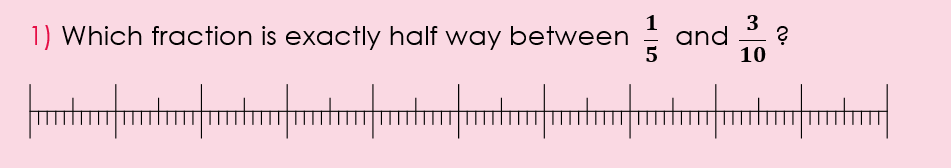 1) Which fraction is exactly half way between 1/5 and 3/10 ?